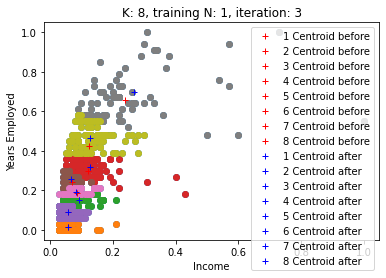 K: 8, training N: 1, iteration: 3
1.0
0.8
0.6
0.4
0.2
0.0
Years Employed
1 Centroid before
2 Centroid before
3 Centroid before
4 Centroid before
5 Centroid before
6 Centroid before
7 Centroid before
8 Centroid before
1 Centroid after
2 Centroid after
3 Centroid after
4 Centroid after
5 Centroid after
6 Centroid after
7 Centroid after
8 Centroid after
0.0 0.2 0.4 0.6 0.8 1.0
Income